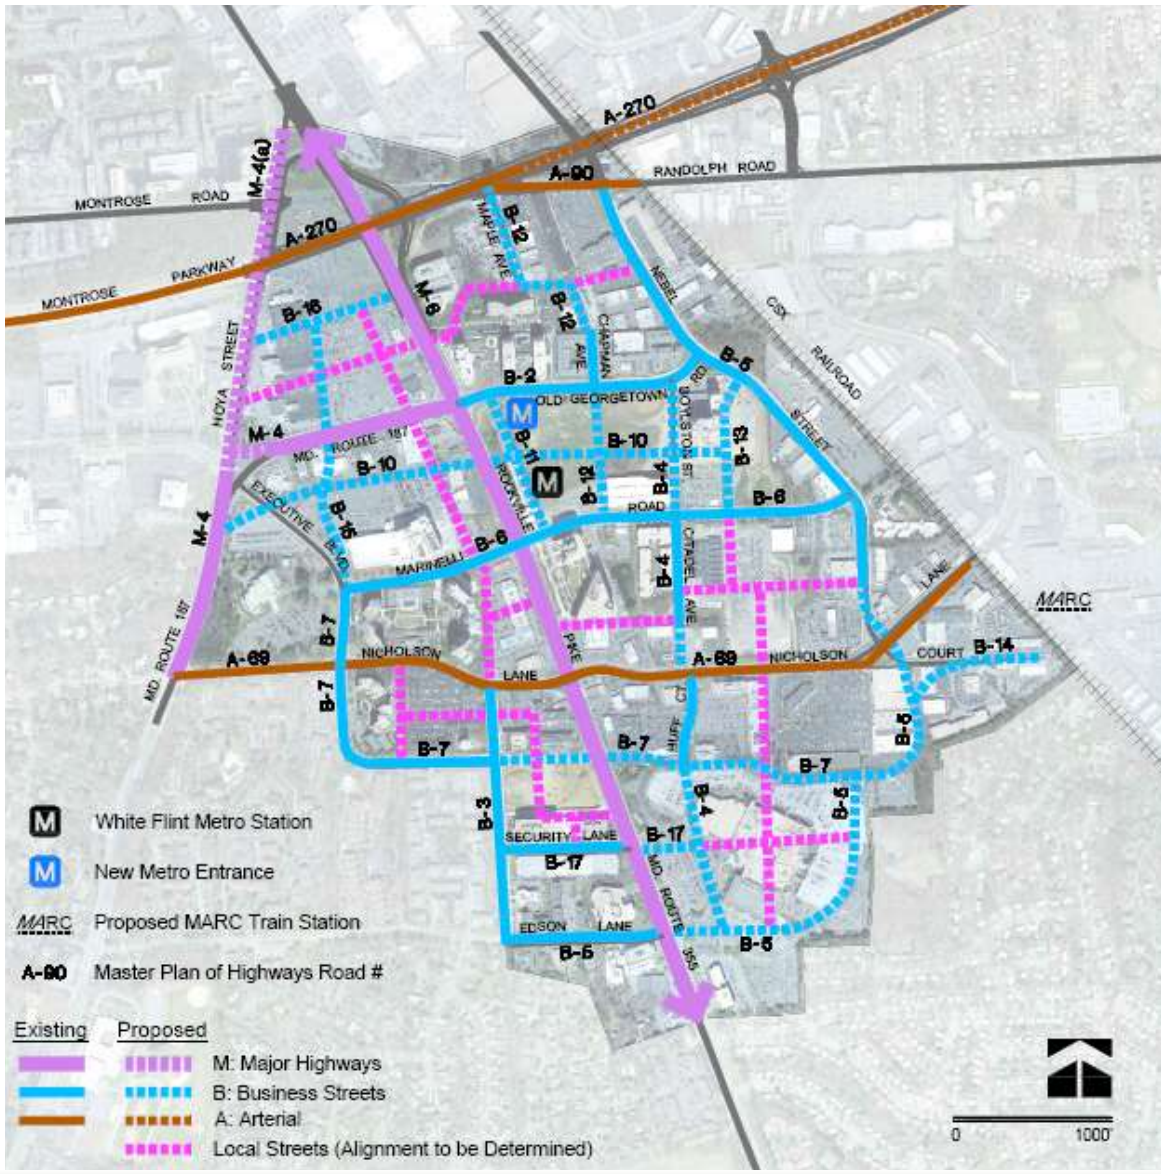 A-270
A-90
RANDOLPH ROAD
MONTROSE ROAD
M-4(a)
A-270
MONTROSE PARKWAY
MAPLE AVE
B-12
M-6
NEBEL STREET
CSX RAILROAD
B-16
B-12
CHAPMAN AVE
HOYA STREET
B-2
OLD GEORGETOWN RD
B-5
M
M-4
MD. ROUTE 187
B-10
B-11
B-10
BOYLSTON ST.
B-13
B-12
B-4
M
ROCKVILLE PIKE
EXECUTIVE BLVD.
B-15
M-4
B-6
MARINELLI ROAD
B-6
CITADEL AVE
B-4
MARC
MD. ROUTE 187
B-7
A-69
NICHOLSON LANE
A-69
NICHOLSON LANE
COURT
B-14
B-7
HUFF CT
B-5
B-7
B-7
B-7
B-3
B-4
B-5
SECURITY LANE
B-17
B-17
MD. ROUTE 355
EDSON LANE
B-5
B-5
M White Flint Metro Station
M New Metro Entrance
MARC Proposed MARC Train Station
A-90 Master Plan of Highways Road #
Existing Proposed
M: Major Highways
B: Business Streets
A: Arterial
Local Streets (Alignment to be Determined)
0 1000'